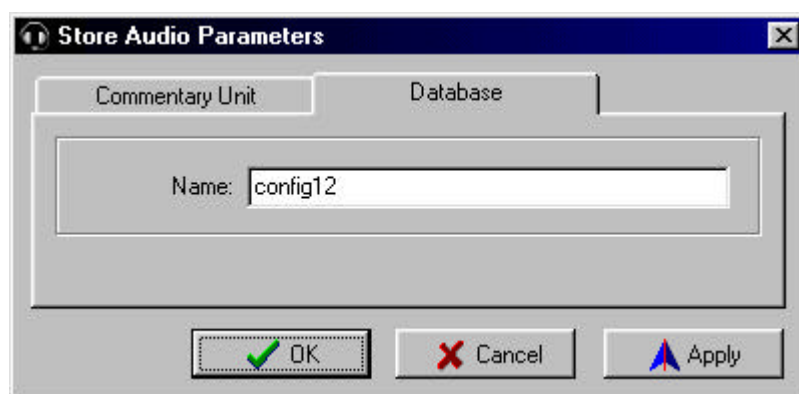 Store Audio Parameters
Commentary Unit Database
Name: config12
OK Cancel Apply